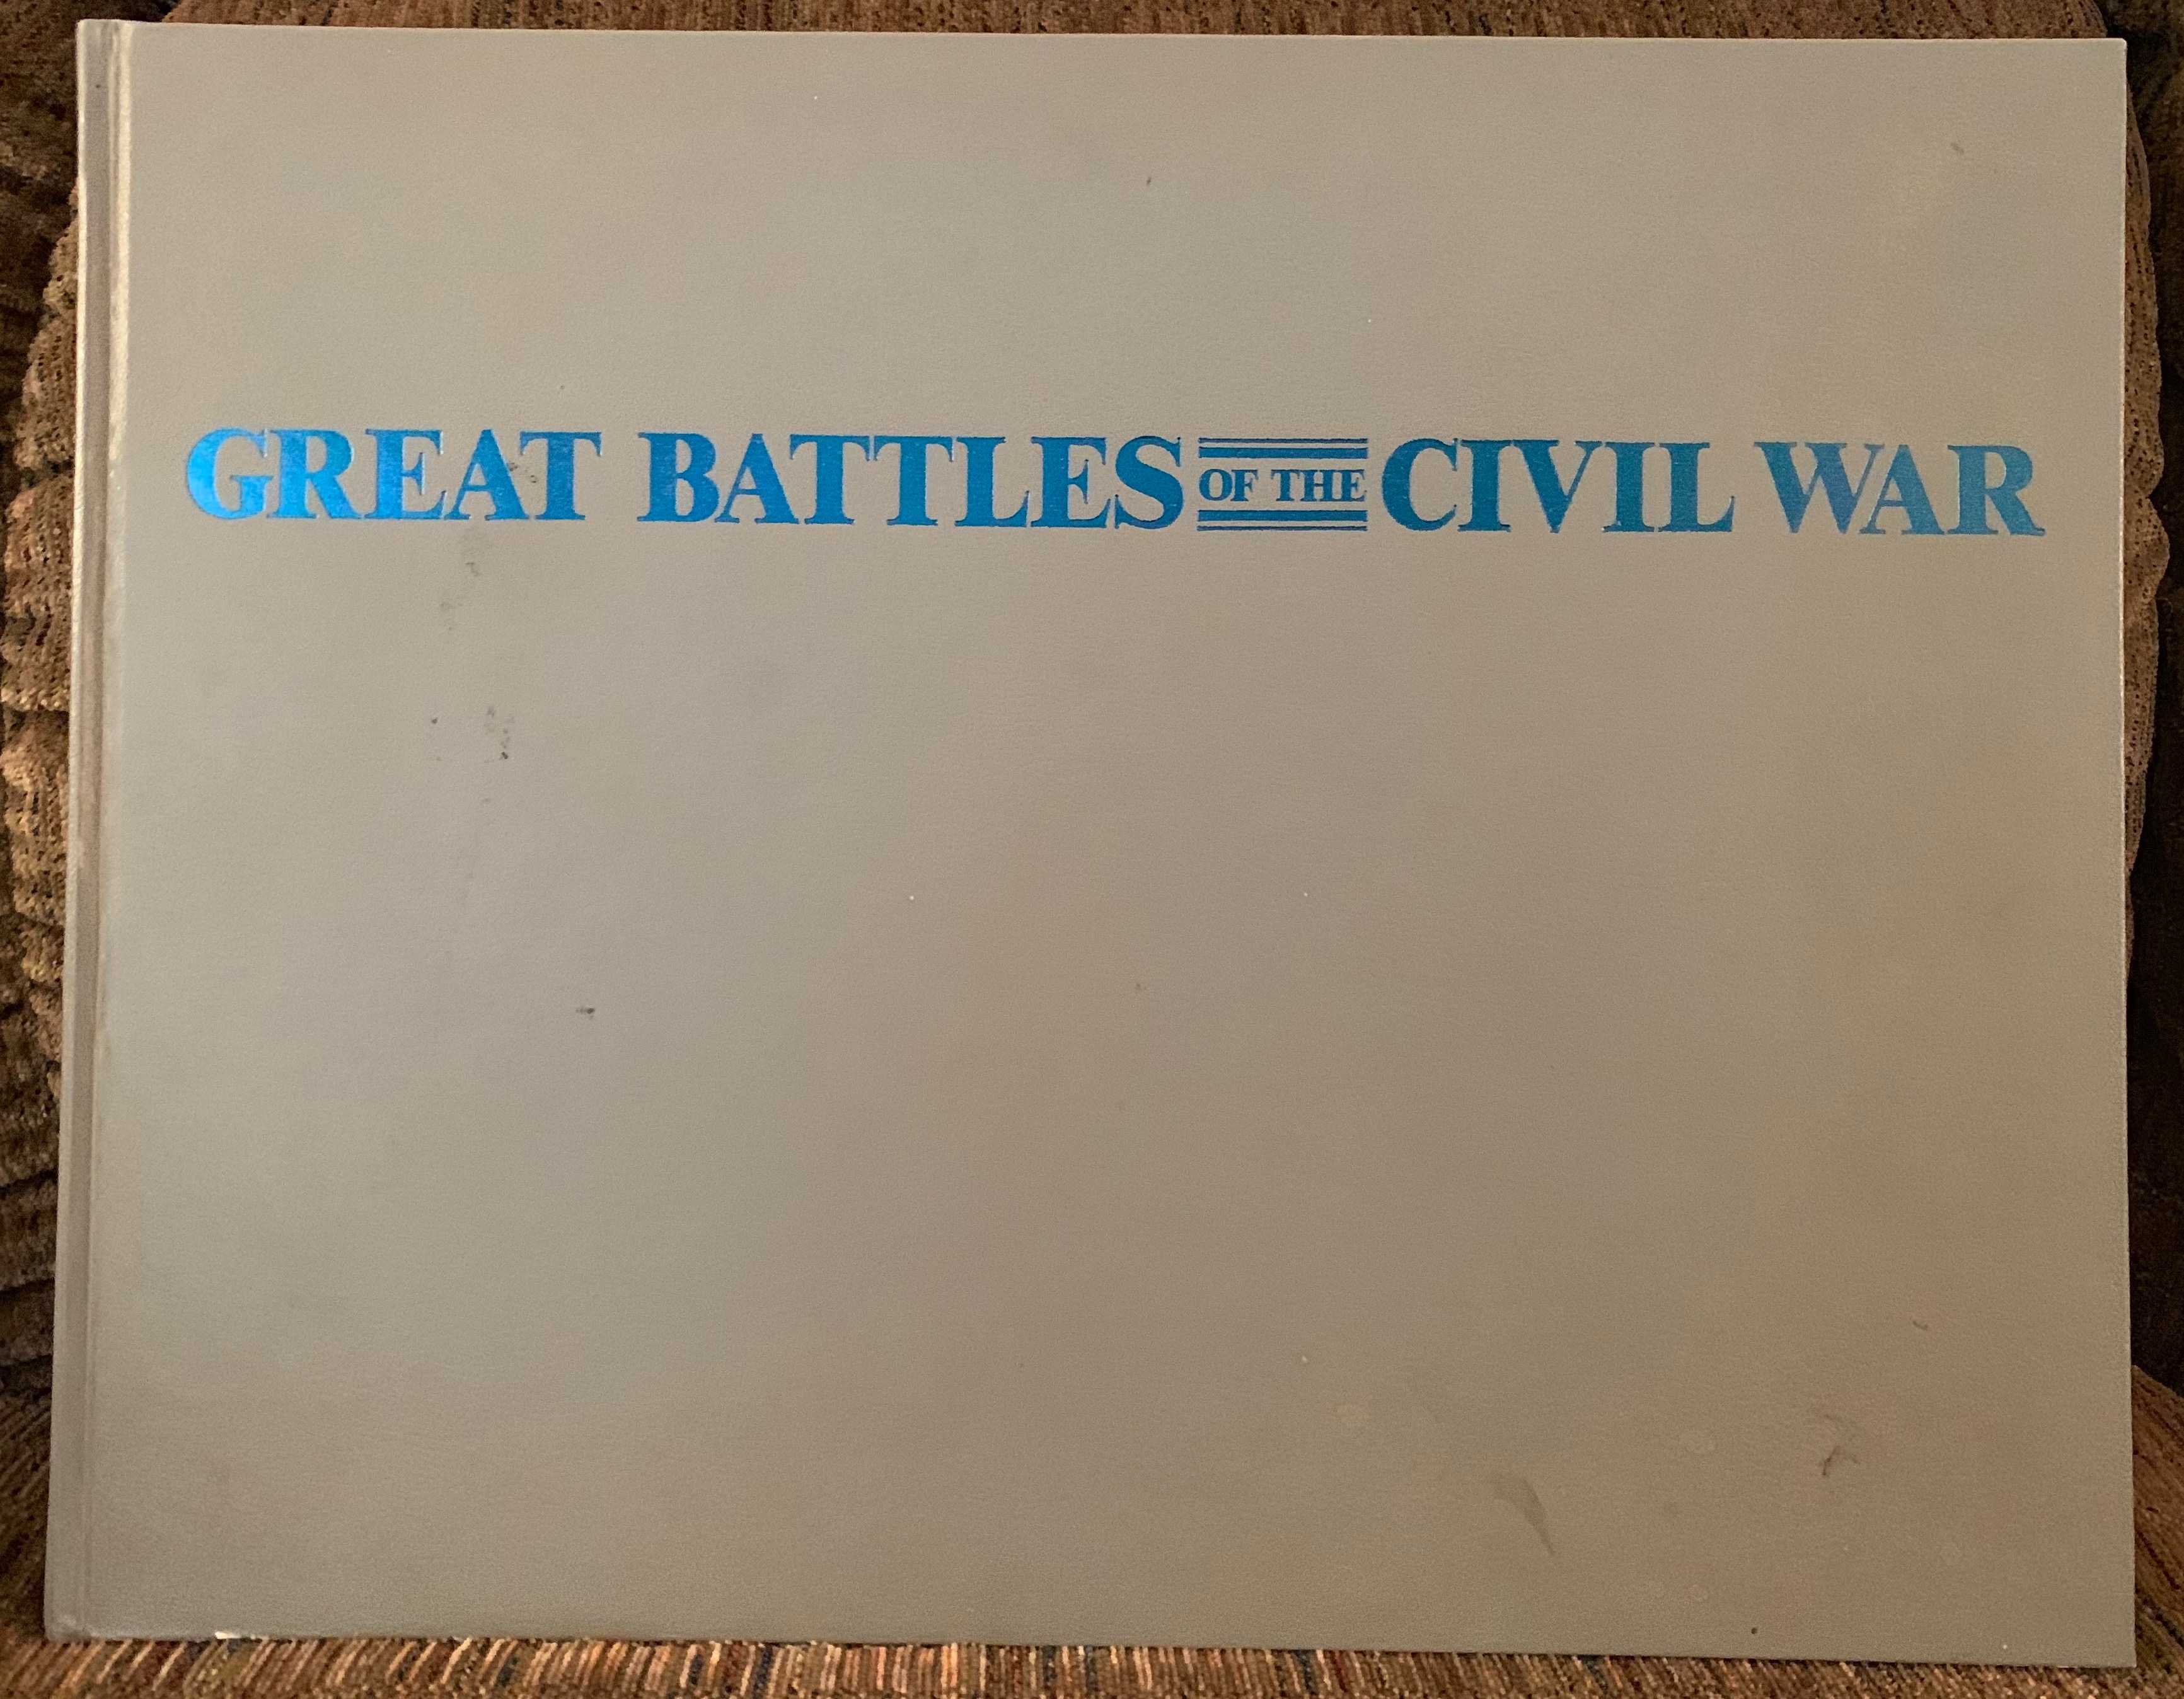 GREAT BATTLES OF THE CIVIL WAR